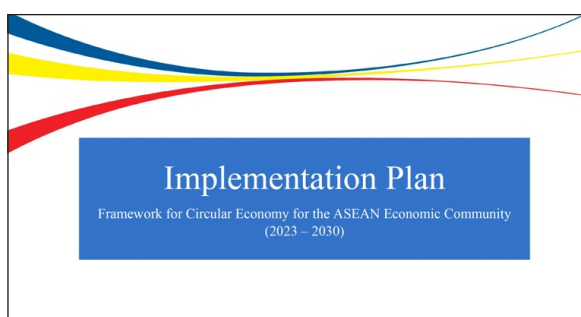 Implementation Plan
Framework for Circular Economy for the ASEAN Economic Community
(2023 – 2030)